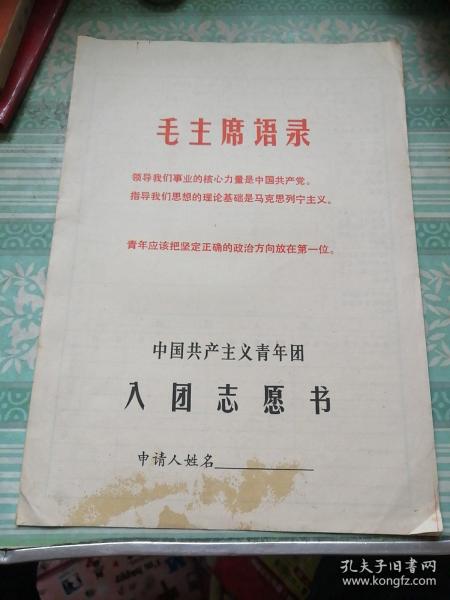 毛主席语录
领导我们事业的核心力量是中国共产党。
指导我们思想的理论基础是马克思列宁主义。
青年应该把坚定正确的政治方向放在第一位。
中国共产主义青年团
入团志愿书
申请人姓名
孔夫子旧书网
www.kongfz.com